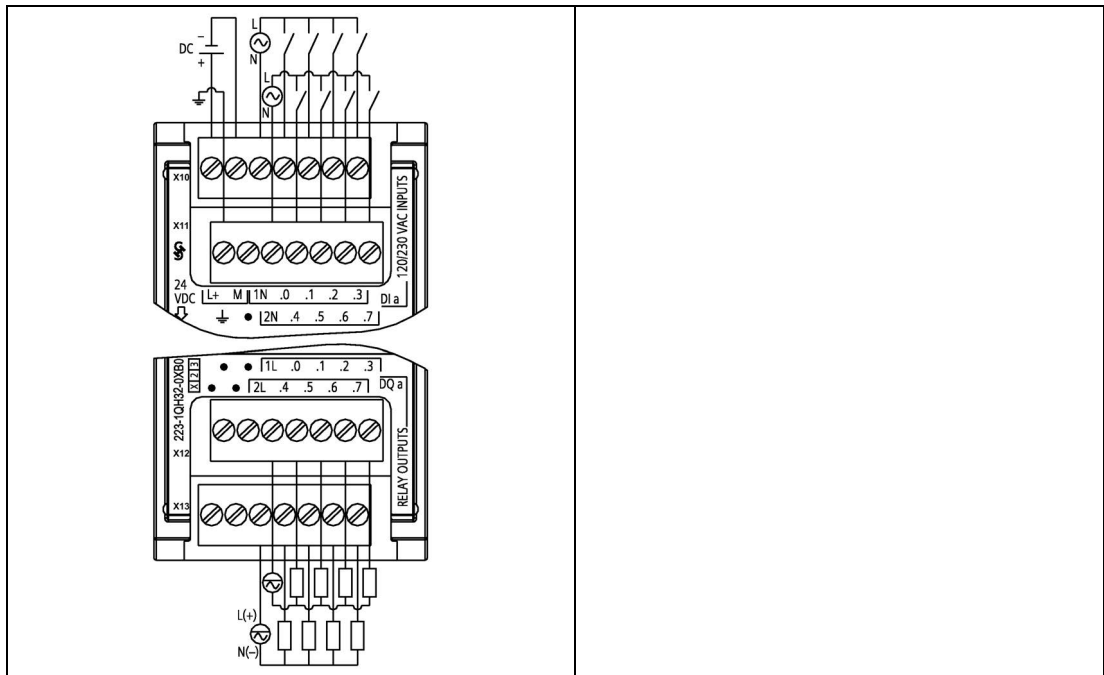 L
−
DC
+
N
L
N
X10
X11
120/230 VAC INPUTS
24
VDC
L+ M 1N .0 .1 .2 .3
DI a
2N .4 .5 .6 .7
223-1QH32-0XB0
X 2 3
1L .0 .1 .2 .3
DQ a
2L .4 .5 .6 .7
X12
RELAY OUTPUTS
X13
L(+)
N(−)